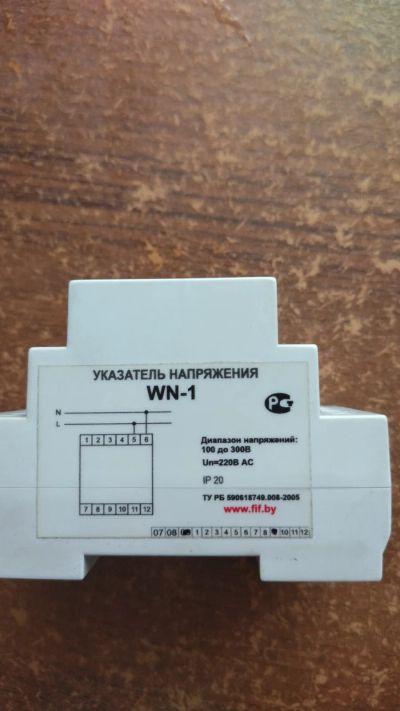 УКАЗАТЕЛЬ НАПРЯЖЕНИЯ
WN-1
N
L
1 2 3 4 5 6
7 8 9 10 11 12
Диапазон напряжений:
100 до 300В
Un=220В AC
IP 20
ТУ РБ 590618749.008-2005
www.fif.by
07 08 1 2 3 4 5 6 7 8 10 11 12